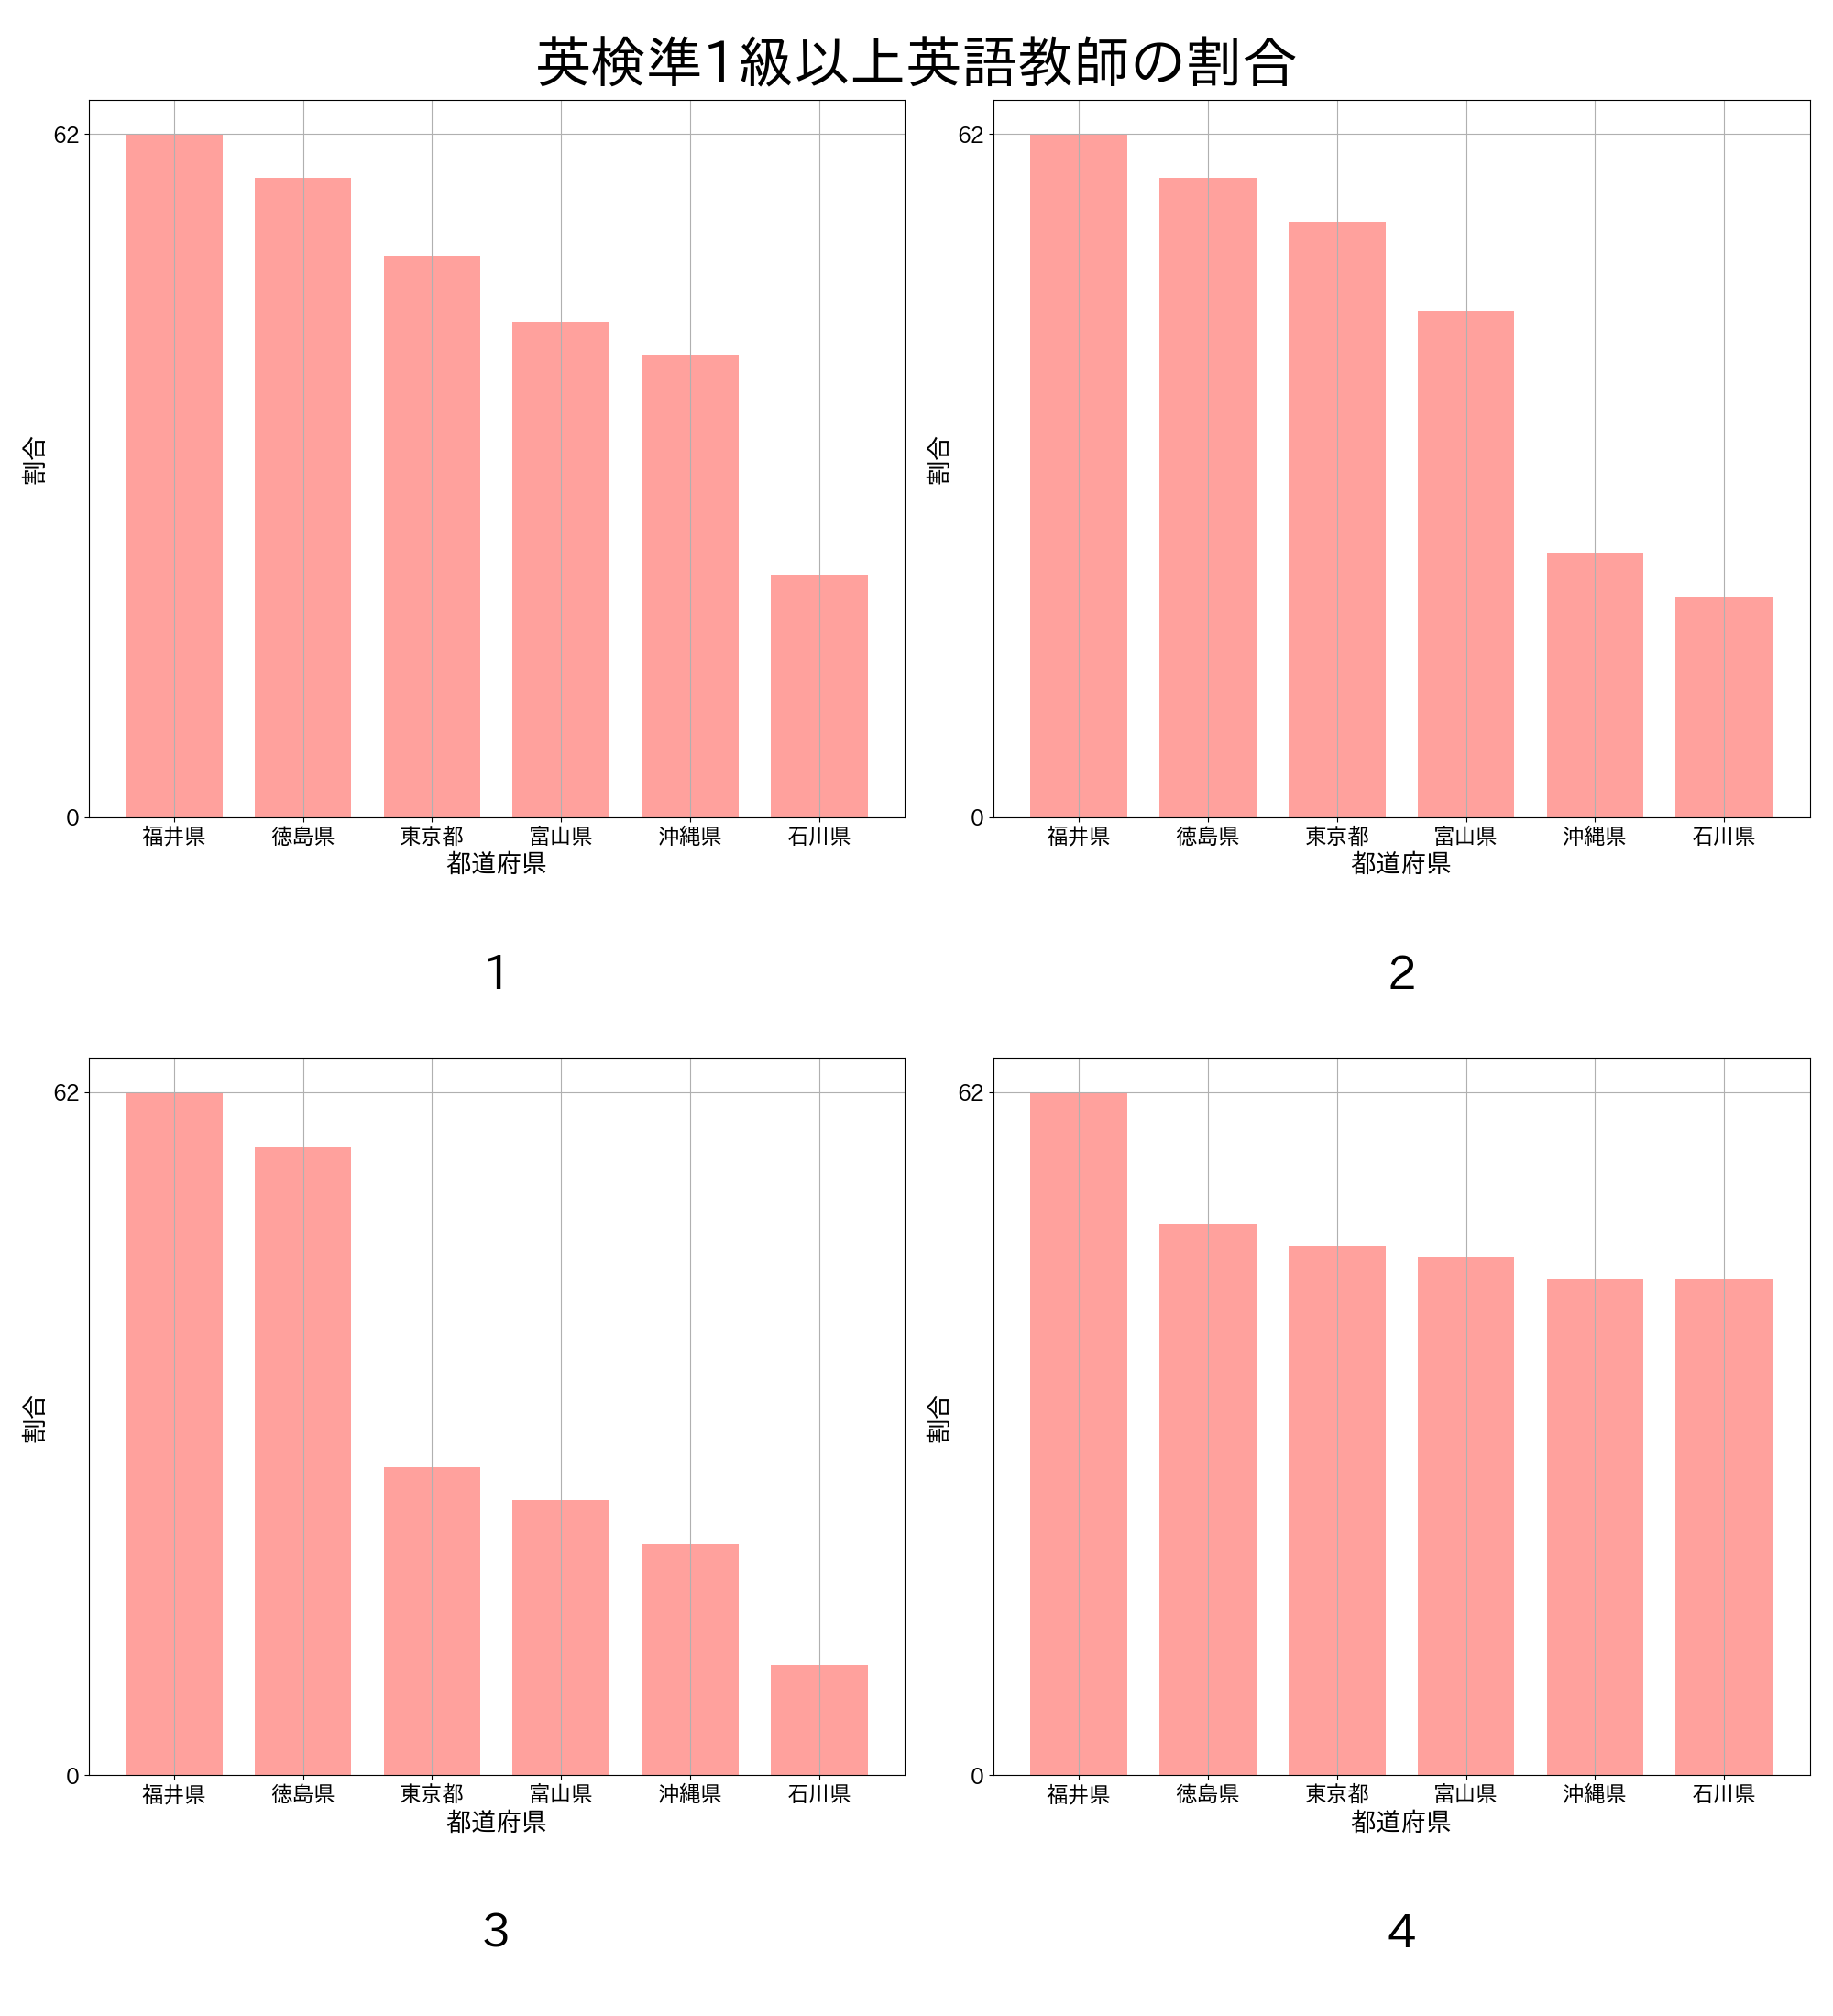 英検準1級以上英語教師の割合
62
0
割合
福井県 徳島県 東京都 富山県 沖縄県 石川県
都道府県
1
62
0
割合
福井県 徳島県 東京都 富山県 沖縄県 石川県
都道府県
2
62
0
割合
福井県 徳島県 東京都 富山県 沖縄県 石川県
都道府県
3
62
0
割合
福井県 徳島県 東京都 富山県 沖縄県 石川県
都道府県
4